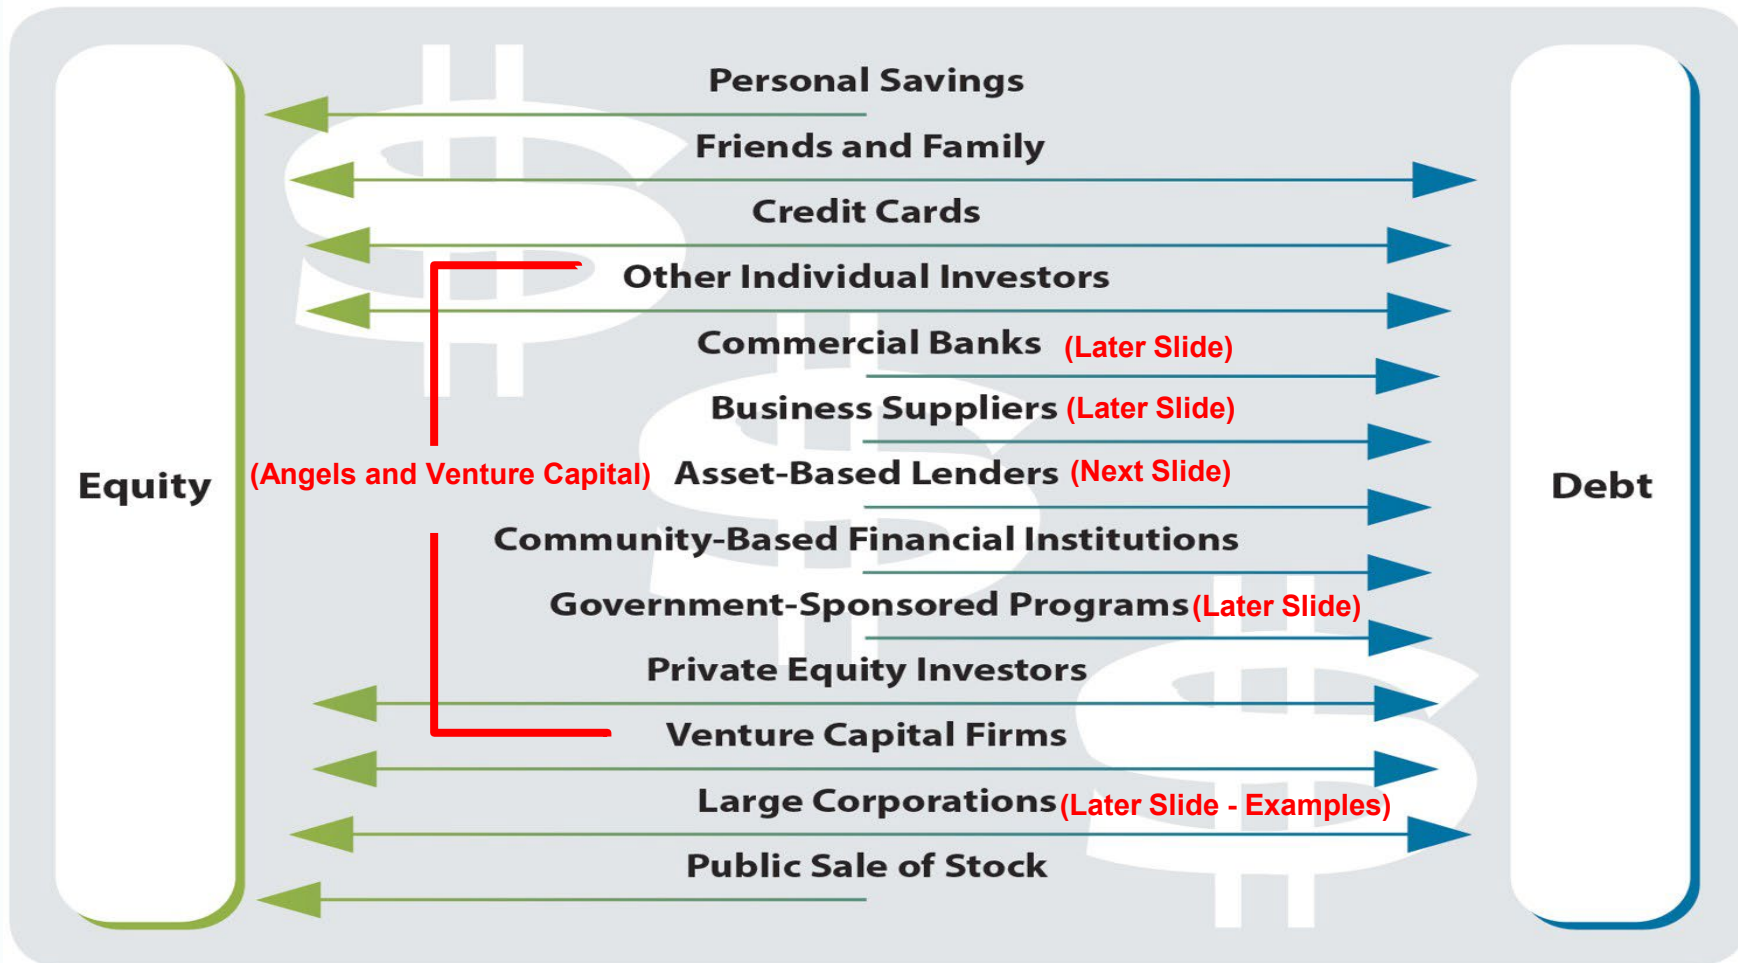 Personal Savings
Friends and Family
Credit Cards
Other Individual Investors
Commercial Banks (Later Slide)
Business Suppliers (Later Slide)
Equity
(Angels and Venture Capital) Asset-Based Lenders (Next Slide)
Debt
Community-Based Financial Institutions
Government-Sponsored Programs (Later Slide)
Private Equity Investors
Venture Capital Firms
Large Corporations (Later Slide - Examples)
Public Sale of Stock